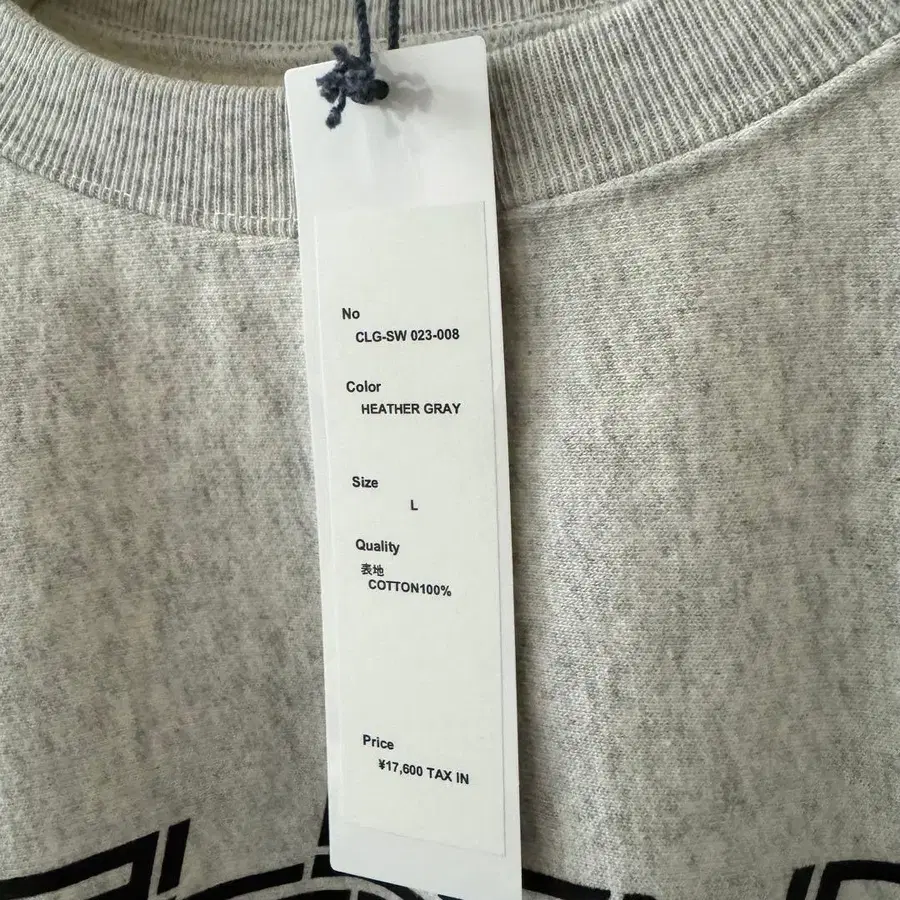 No
CLG-SW 023-008
Color
HEATHER GRAY
Size
L
Quality
表地
COTTON100%
Price
¥17,600 TAX IN